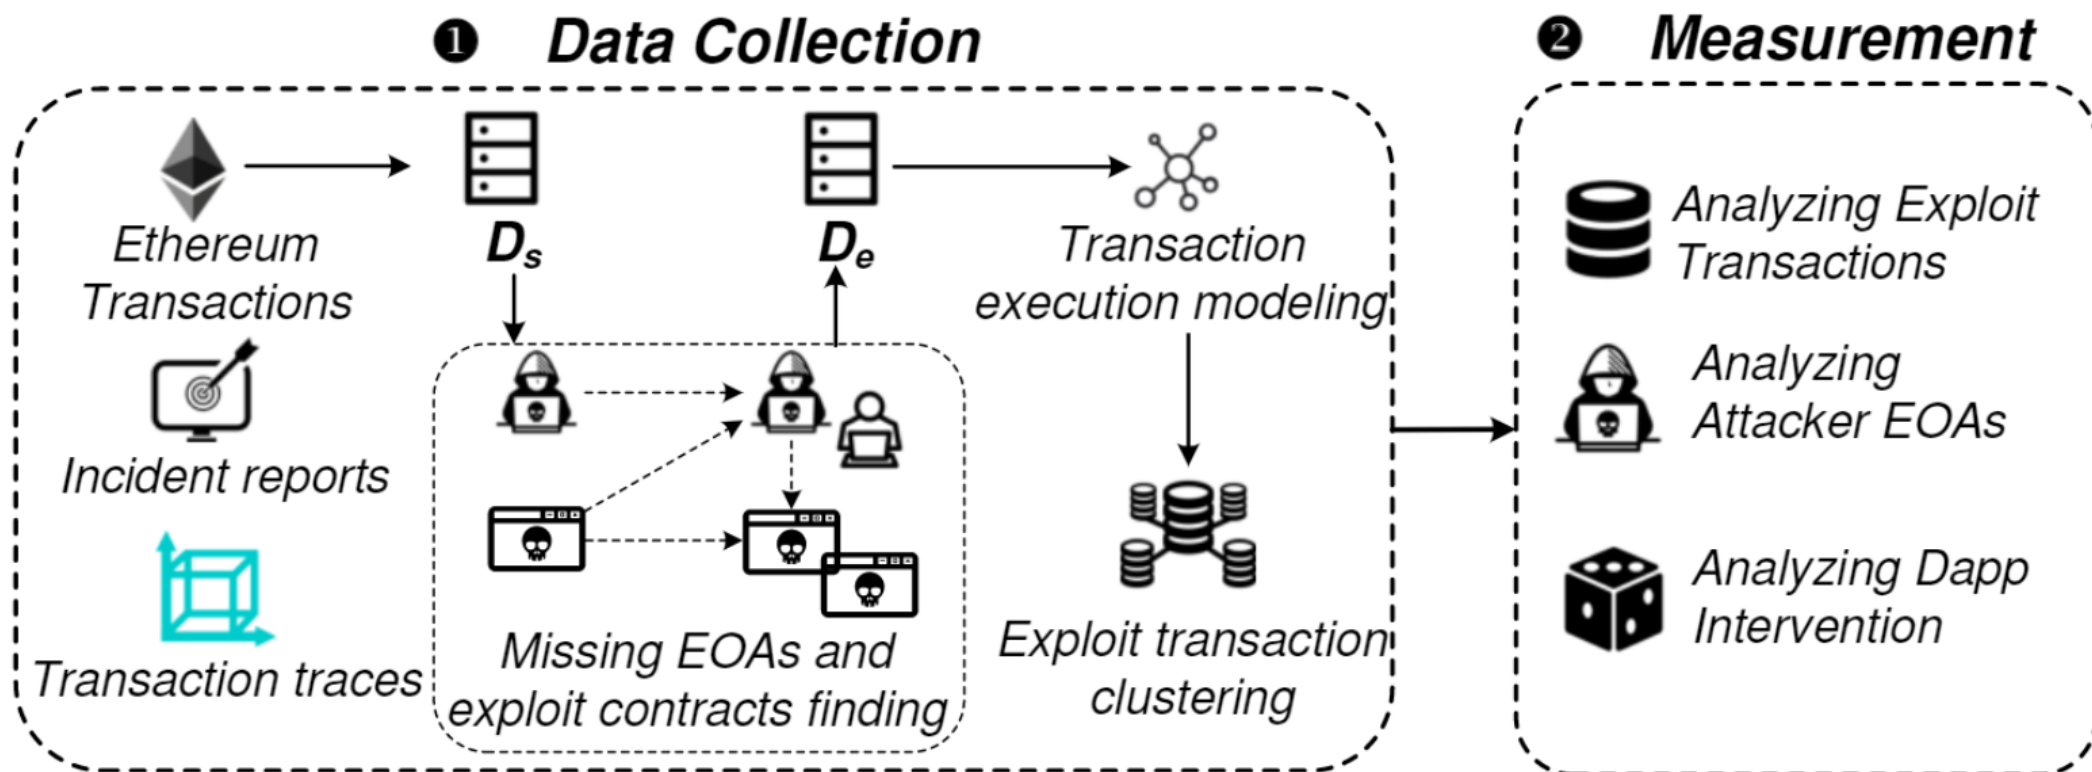 ❶ Data Collection
Ethereum
Transactions
Incident reports
Transaction traces
Ds
De
Missing EOAs and
exploit contracts finding
Transaction
execution modeling
Exploit transaction
clustering
❷ Measurement
Analyzing Exploit
Transactions
Analyzing
Attacker EOAs
Analyzing Dapp
Intervention